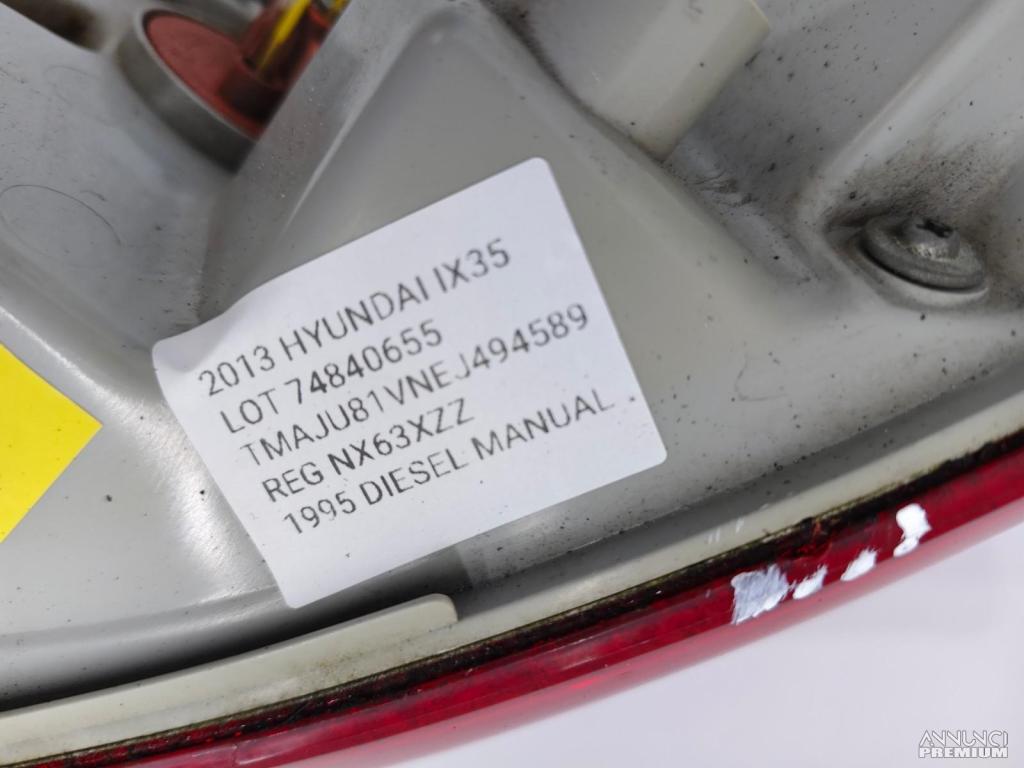 2013 HYUNDAI IX35
LOT 74840655
TMAJU81VNEJ494589
REG NX63XZZ
1995 DIESEL MANUAL
ANNUNCI
PREMIUM